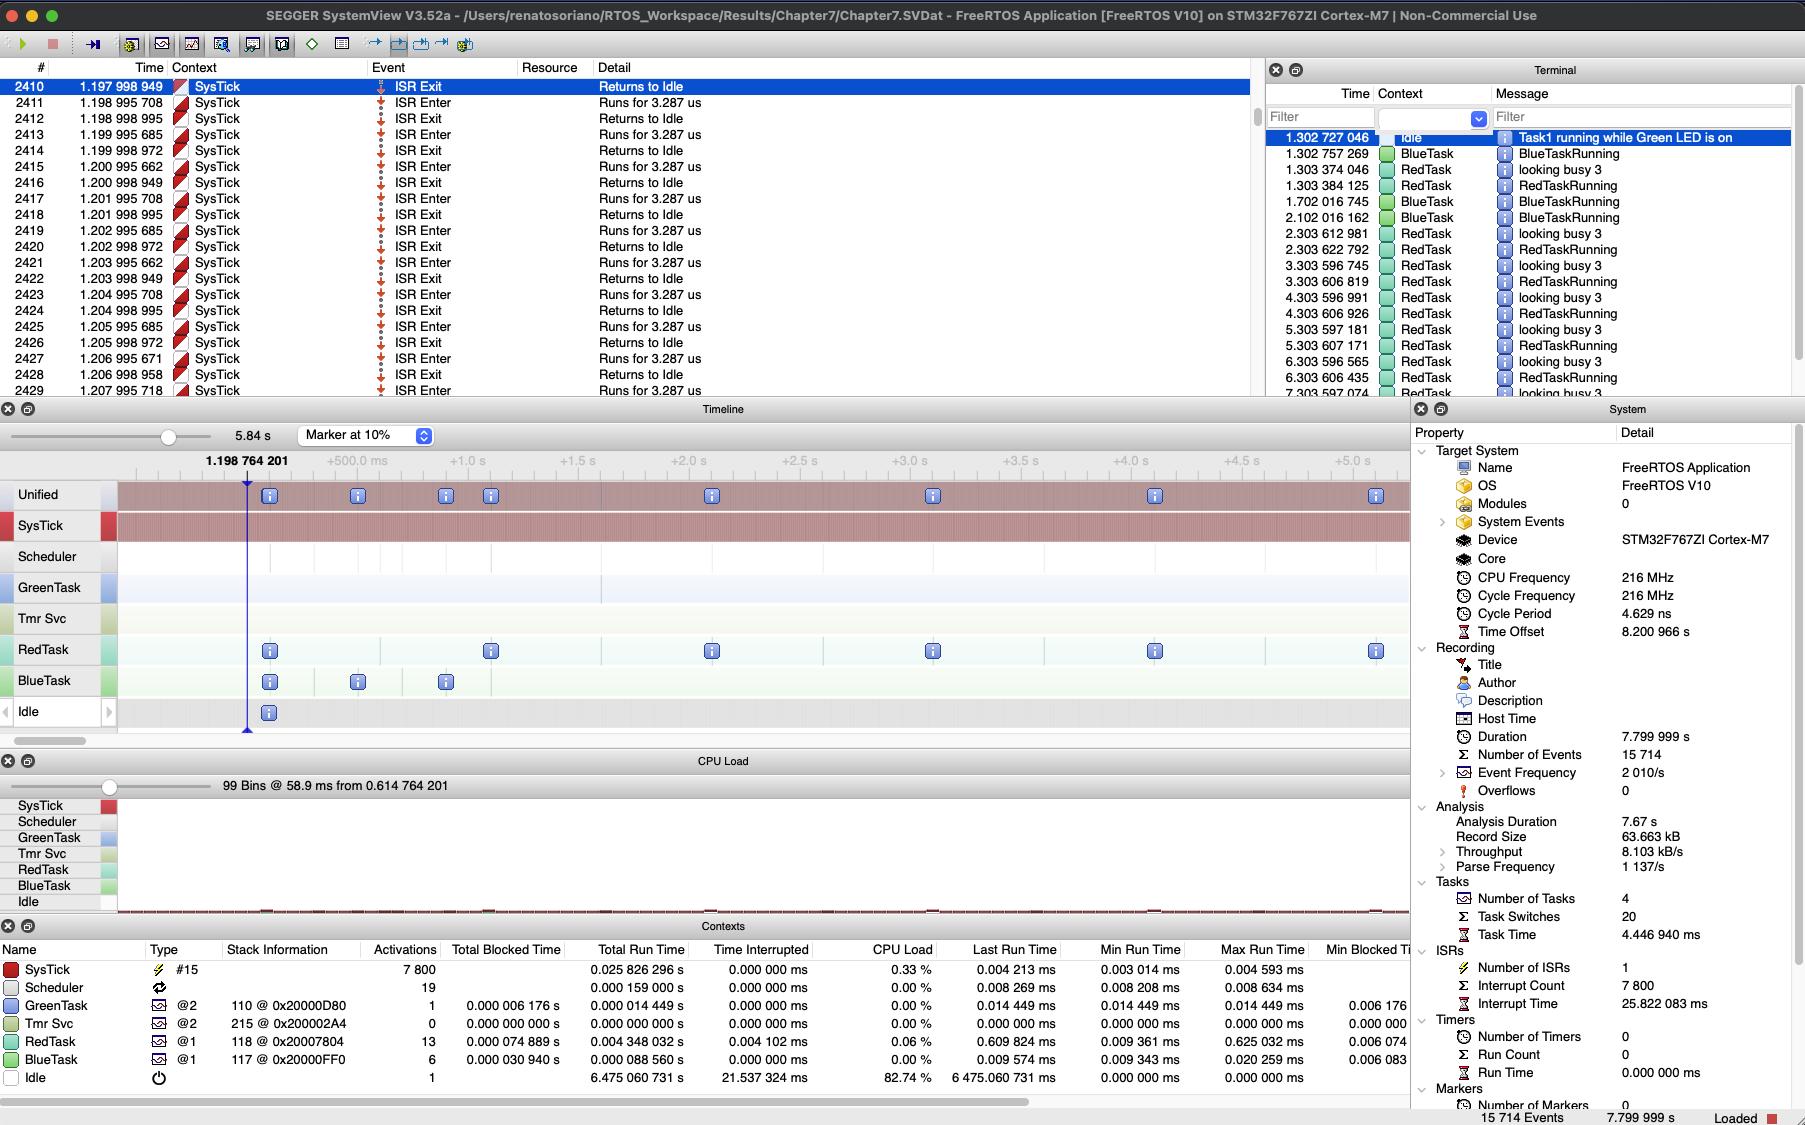 SEGGER SystemView V3.52a - /Users/renatosoriano/RTOS_Workspace/Results/Chapter7/Chapter7.SVDat - FreeRTOS Application [FreeRTOS V10] on STM32F767ZI Cortex-M7 | Non-Commercial Use
# Time Context Event Resource Detail
2410 1.197 998 949 SysTick ISR Exit Returns to Idle
2411 1.198 995 708 SysTick ISR Enter Runs for 3.287 us
2412 1.198 998 995 SysTick ISR Exit Returns to Idle
2413 1.199 995 685 SysTick ISR Enter Runs for 3.287 us
2414 1.199 998 972 SysTick ISR Exit Returns to Idle
2415 1.200 995 662 SysTick ISR Enter Runs for 3.287 us
2416 1.200 998 949 SysTick ISR Exit Returns to Idle
2417 1.201 995 708 SysTick ISR Enter Runs for 3.287 us
2418 1.201 998 995 SysTick ISR Exit Returns to Idle
2419 1.202 995 685 SysTick ISR Enter Runs for 3.287 us
2420 1.202 998 972 SysTick ISR Exit Returns to Idle
2421 1.203 995 662 SysTick ISR Enter Runs for 3.287 us
2422 1.203 998 949 SysTick ISR Exit Returns to Idle
2423 1.204 995 708 SysTick ISR Enter Runs for 3.287 us
2424 1.204 998 995 SysTick ISR Exit Returns to Idle
2425 1.205 995 685 SysTick ISR Enter Runs for 3.287 us
2426 1.205 998 972 SysTick ISR Exit Returns to Idle
2427 1.206 995 671 SysTick ISR Enter Runs for 3.287 us
2428 1.206 998 958 SysTick ISR Exit Returns to Idle
2429 1.207 995 718 SysTick ISR Enter Runs for 3.287 us
Terminal
Time Context Message
Filter Filter
1.302 727 046 Idle Task1 running while Green LED is on
1.302 757 269 BlueTask BlueTaskRunning
1.303 374 046 RedTask looking busy 3
1.303 384 125 RedTask RedTaskRunning
1.702 016 745 BlueTask BlueTaskRunning
2.102 016 162 BlueTask BlueTaskRunning
2.303 612 981 RedTask looking busy 3
2.303 622 792 RedTask RedTaskRunning
3.303 596 745 RedTask looking busy 3
3.303 606 819 RedTask RedTaskRunning
4.303 596 991 RedTask looking busy 3
4.303 606 926 RedTask RedTaskRunning
5.303 597 181 RedTask looking busy 3
5.303 607 171 RedTask RedTaskRunning
6.303 596 565 RedTask looking busy 3
6.303 606 435 RedTask RedTaskRunning
7.303 597 074 RedTask looking busy 3
Timeline
5.84 s Marker at 10%
1.198 764 201 +500.0 ms +1.0 s +1.5 s +2.0 s +2.5 s +3.0 s +3.5 s +4.0 s +4.5 s +5.0 s
Unified
SysTick
Scheduler
GreenTask
Tmr Svc
RedTask
BlueTask
Idle
CPU Load
99 Bins @ 58.9 ms from 0.614 764 201
SysTick
Scheduler
GreenTask
Tmr Svc
RedTask
BlueTask
Idle
Contexts
Name Type Stack Information Activations Total Blocked Time Total Run Time Time Interrupted CPU Load Last Run Time Min Run Time Max Run Time Min Blocked Ti
SysTick #15 7 800 0.025 826 296 s 0.000 000 ms 0.33 % 0.004 213 ms 0.003 014 ms 0.004 593 ms
Scheduler 19 0.000 159 000 s 0.000 000 ms 0.00 % 0.008 269 ms 0.008 208 ms 0.008 634 ms
GreenTask @2 110 @ 0x20000D80 1 0.000 006 176 s 0.000 014 449 s 0.000 000 ms 0.00 % 0.014 449 ms 0.014 449 ms 0.014 449 ms 0.006 176
Tmr Svc @2 215 @ 0x200002A4 0 0.000 000 000 s 0.000 000 000 s 0.000 000 ms 0.00 % 0.000 000 ms 0.000 000 ms 0.000 000 ms 0.000 000
RedTask @1 118 @ 0x20007804 13 0.000 074 889 s 0.004 348 032 s 0.004 102 ms 0.06 % 0.609 824 ms 0.009 361 ms 0.625 032 ms 0.006 074
BlueTask @1 117 @ 0x20000FF0 6 0.000 030 940 s 0.000 088 560 s 0.000 000 ms 0.00 % 0.009 574 ms 0.009 343 ms 0.020 259 ms 0.006 083
Idle 1 6.475 060 731 s 21.537 324 ms 82.74 % 6 475.060 731 ms 0.000 000 ms 0.000 000 ms
System
Property Detail
Target System
Name FreeRTOS Application
OS FreeRTOS V10
Modules 0
System Events
Device STM32F767ZI Cortex-M7
Core
CPU Frequency 216 MHz
Cycle Frequency 216 MHz
Cycle Period 4.629 ns
Time Offset 8.200 966 s
Recording
Title
Author
Description
Host Time
Duration 7.799 999 s
Number of Events 15 714
Event Frequency 2 010/s
Overflows 0
Analysis
Analysis Duration 7.67 s
Record Size 63.663 kB
Throughput 8.103 kB/s
Parse Frequency 1 137/s
Tasks
Number of Tasks 4
Task Switches 20
Task Time 4.446 940 ms
ISRs
Number of ISRs 1
Interrupt Count 7 800
Interrupt Time 25.822 083 ms
Timers
Number of Timers 0
Run Count 0
Run Time 0.000 000 ms
Markers
Number of Markers 0
15 714 Events 7.799 999 s Loaded